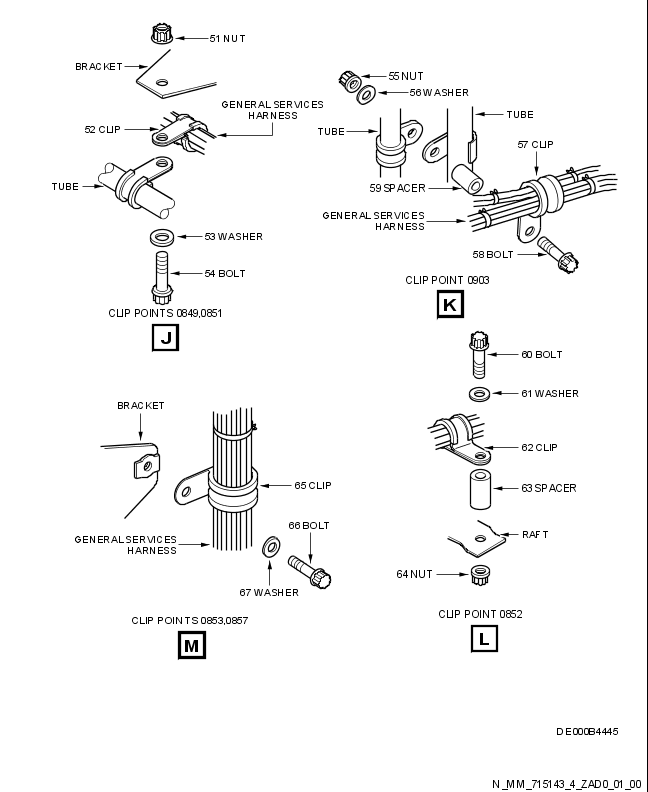 51 NUT
BRACKET
GENERAL SERVICES
HARNESS
52 CLIP
TUBE
53 WASHER
54 BOLT
CLIP POINTS 0849,0851
J
55 NUT
56 WASHER
TUBE
TUBE
57 CLIP
59 SPACER
GENERAL SERVICES
HARNESS
58 BOLT
CLIP POINT 0903
K
BRACKET
65 CLIP
66 BOLT
GENERAL SERVICES
HARNESS
67 WASHER
CLIP POINTS 0853,0857
M
60 BOLT
61 WASHER
62 CLIP
63 SPACER
RAFT
64 NUT
CLIP POINT 0852
L
DE000B4445
N_MM_715143_4_ZAD0_01_00